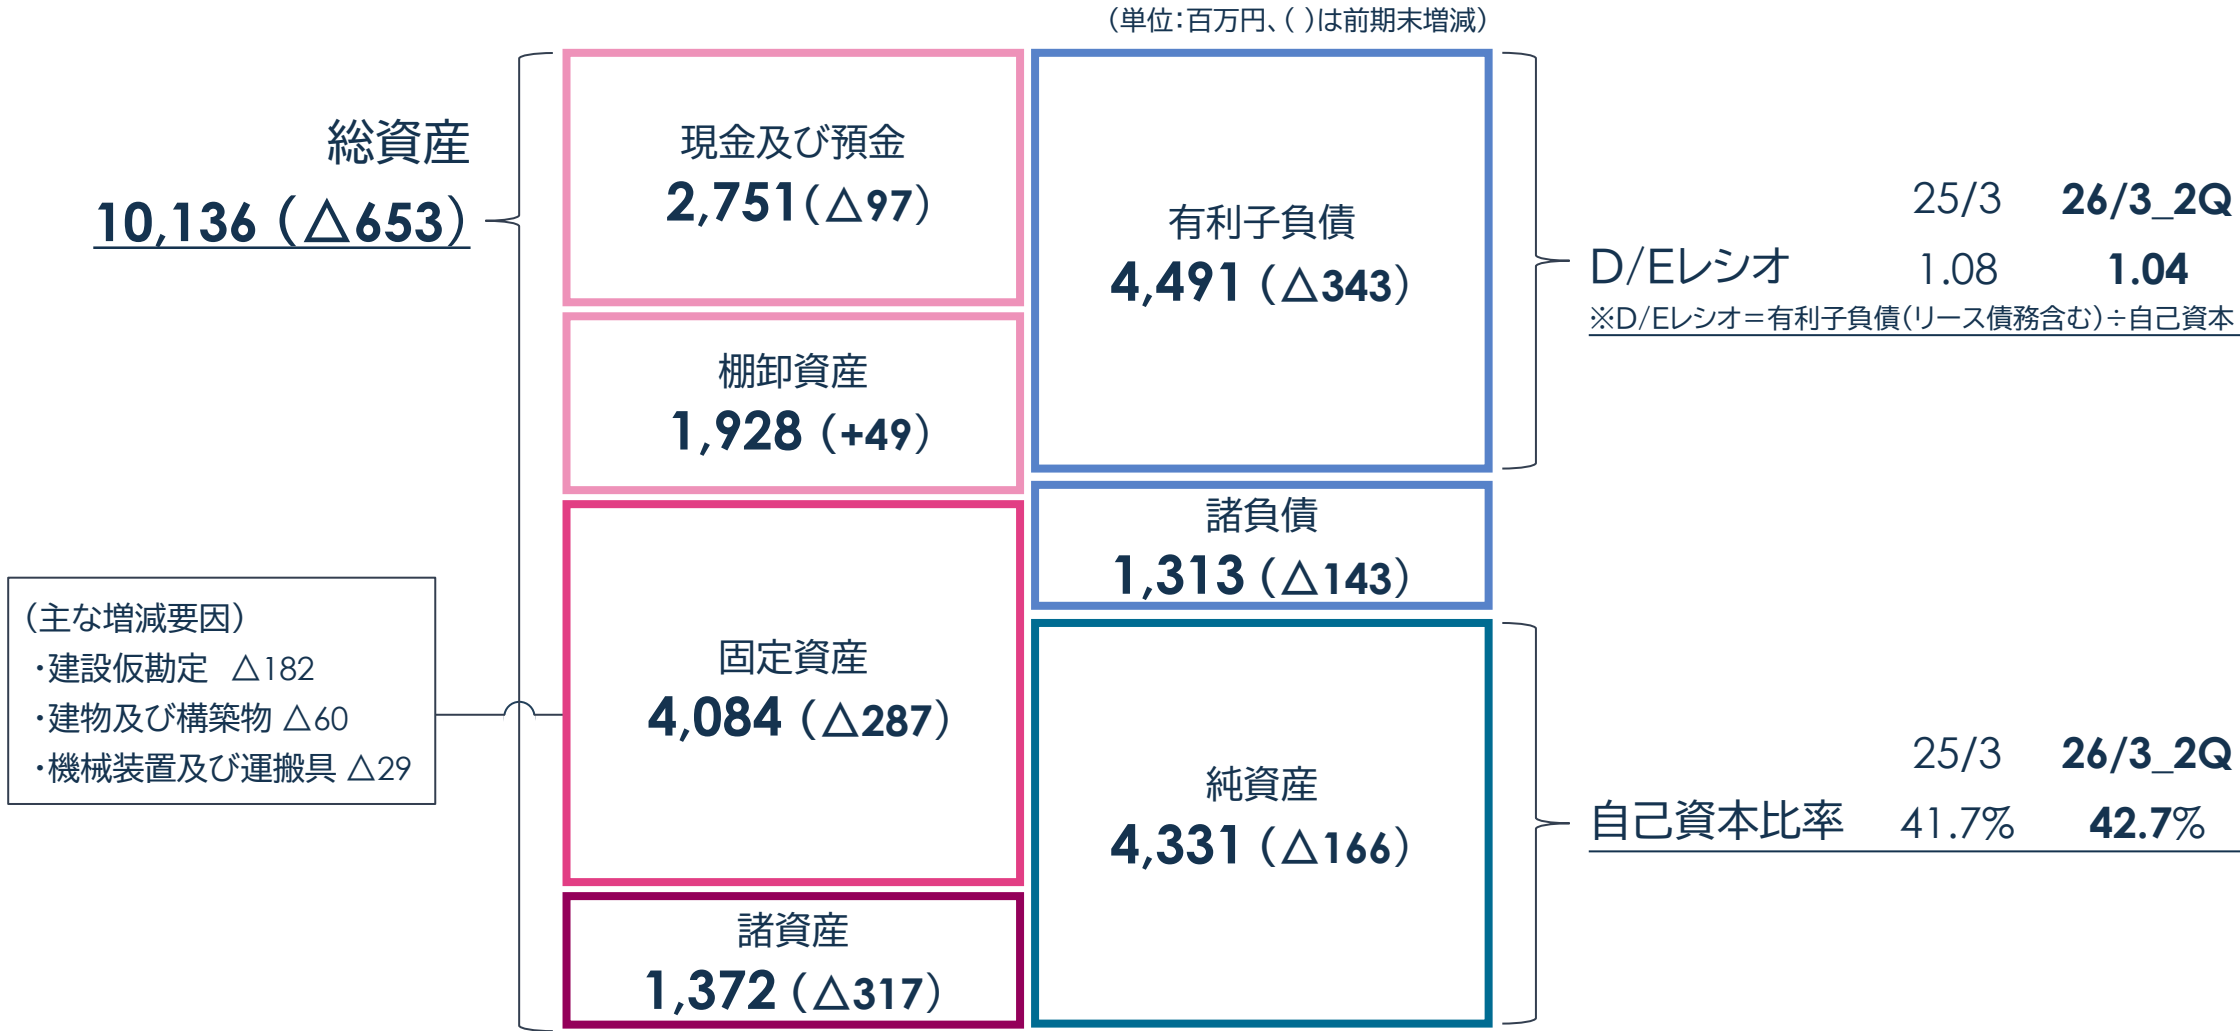 （単位：百万円、( )は前期末増減）
総資産
10,136（△653）
現金及び預金
2,751（△97）
棚卸資産
1,928（+49）
固定資産
4,084（△287）
諸資産
1,372（△317）
（主な増減要因）
・建設仮勘定 △182
・建物及び構築物 △60
・機械装置及び運搬具 △29
有利子負債
4,491（△343）
諸負債
1,313（△143）
純資産
4,331（△166）
25/3 26/3_2Q
D/Eレシオ 1.08 1.04
※D/Eレシオ＝有利子負債（リース債務含む）÷自己資本
25/3 26/3_2Q
自己資本比率 41.7% 42.7%